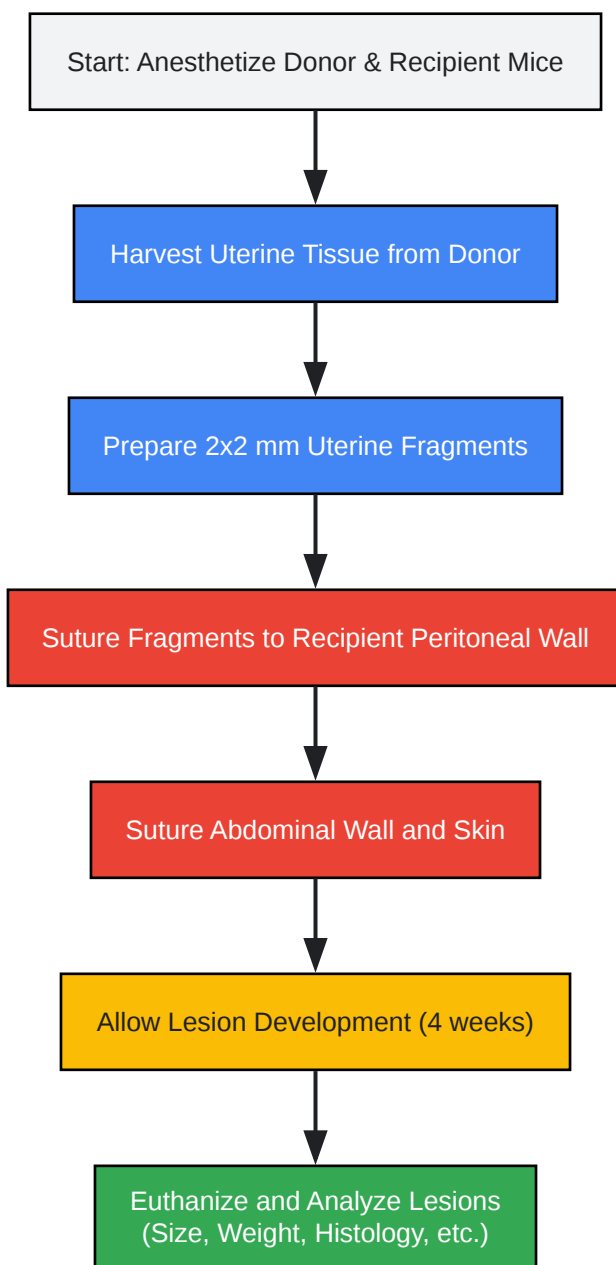 Start: Anesthetize Donor & Recipient Mice
Harvest Uterine Tissue from Donor
Prepare 2x2 mm Uterine Fragments
Suture Fragments to Recipient Peritoneal Wall
Suture Abdominal Wall and Skin
Allow Lesion Development (4 weeks)
Euthanize and Analyze Lesions
(Size, Weight, Histology, etc.)